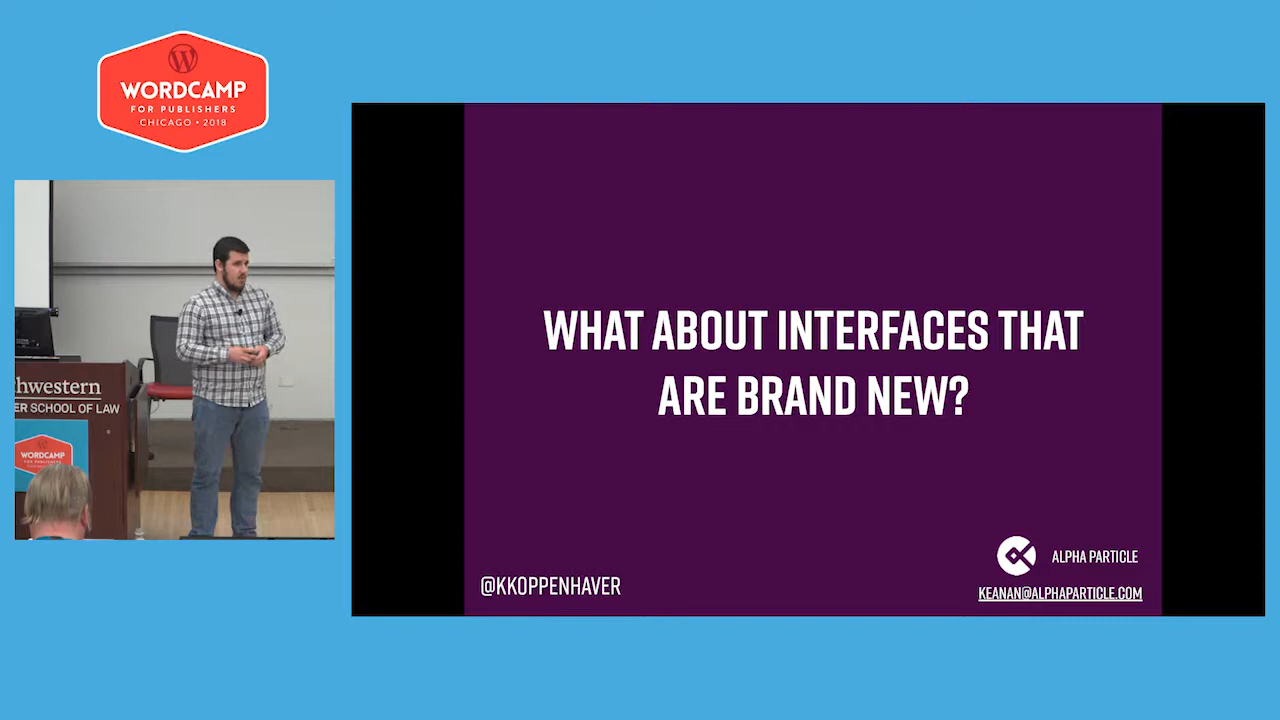 WORDCAMP
FOR PUBLISHERS
CHICAGO • 2018
hwestern
ER SCHOOL OF LAW
WORDCAMP
WHAT ABOUT INTERFACES THAT
ARE BRAND NEW?
@KKOPPENHAVER
ALPHA PARTICLE
KEANAN@ALPHAPARTICLE.COM